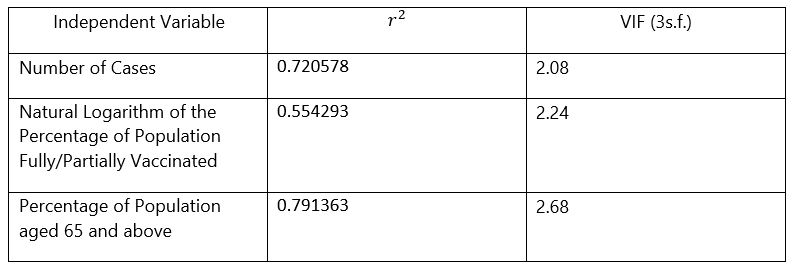 Independent Variable r² VIF (3s.f.)
Number of Cases 0.720578 2.08
Natural Logarithm of the 0.554293 2.24
Percentage of Population
Fully/Partially Vaccinated
Percentage of Population 0.791363 2.68
aged 65 and above